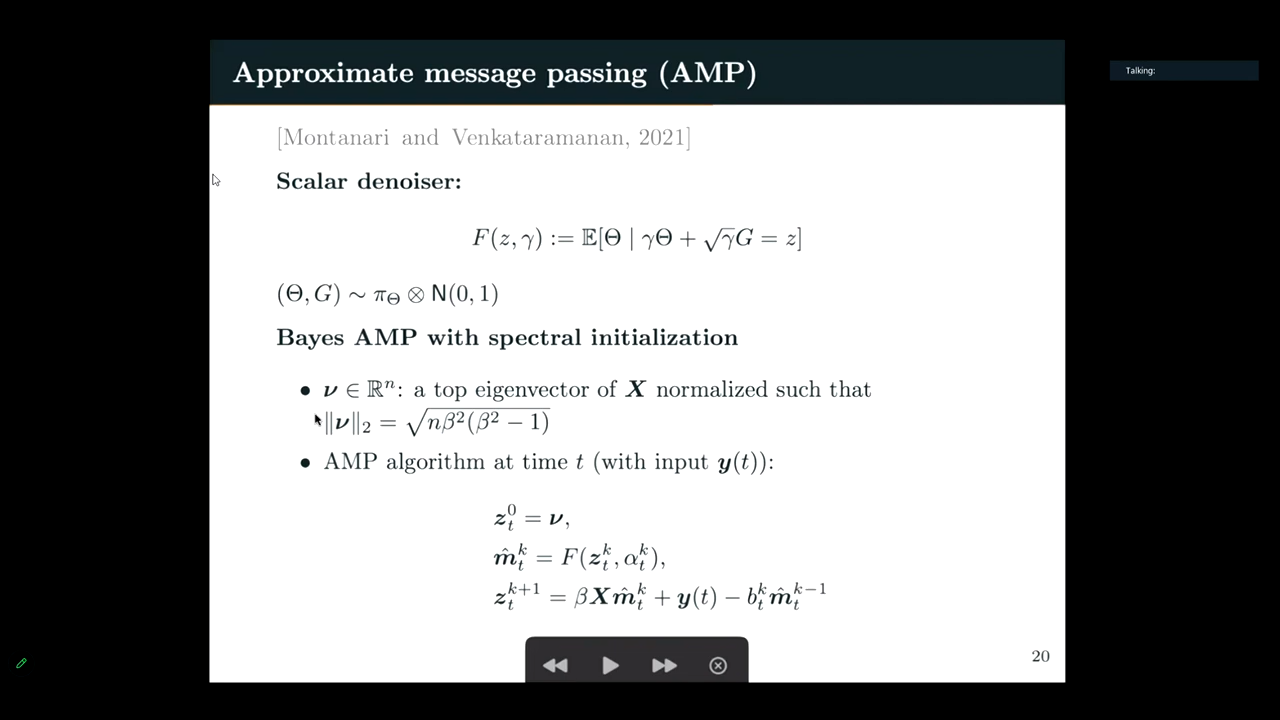 Approximate message passing (AMP)
Talking:
[Montanari and Venkataramanan, 2021]
Scalar denoiser:
F(z, γ) := 𝔼[Θ | γΘ + √γG = z]
(Θ, G) ∼ π_Θ ⊗ N(0, 1)
Bayes AMP with spectral initialization
• ν ∈ ℝⁿ: a top eigenvector of X normalized such that
‖ν‖₂ = √(nβ²(β² − 1))
• AMP algorithm at time t (with input y(t)):
z_t^0 = ν,
m̂_t^k = F(z_t^k, α_t^k),
z_t^{k+1} = βXm̂_t^k + y(t) − b_t^k m̂_t^{k−1}
20